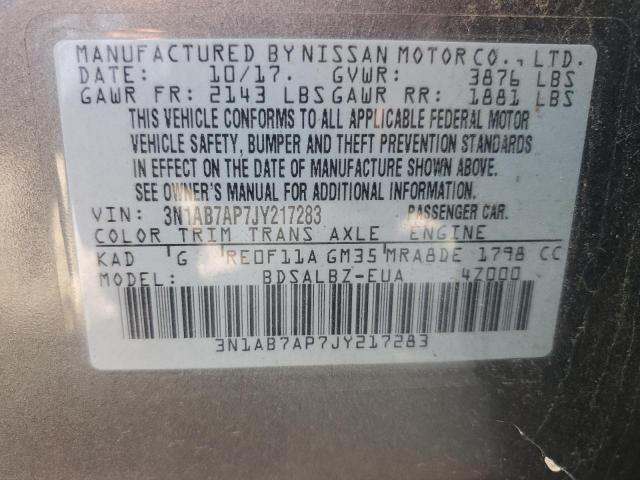 MANUFACTURED BY NISSAN MOTOR CO., LTD.
DATE: 10/17. GVWR: 3876 LBS
GAWR FR: 2143 LBS GAWR RR: 1881 LBS
THIS VEHICLE CONFORMS TO ALL APPLICABLE FEDERAL MOTOR
VEHICLE SAFETY, BUMPER AND THEFT PREVENTION STANDARDS
IN EFFECT ON THE DATE OF MANUFACTURE SHOWN ABOVE.
SEE OWNER'S MANUAL FOR ADDITIONAL INFORMATION.
VIN: 3N1AB7AP7JY217283 PASSENGER CAR.
COLOR TRIM TRANS AXLE ENGINE
KAD G RE0F11A GM35 MRA8DE 1798 CC
MODEL: BDSALBZ-EUA 4Z000
3N1AB7AP7JY217283